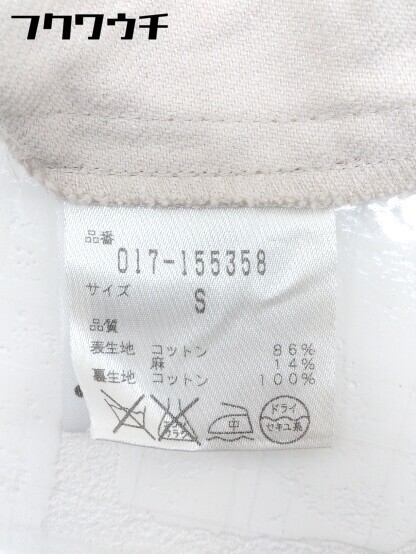 フクワウチ
品番
017-155358
サイズ
S
品質
表生地 コットン 86%
麻 14%
裏生地 コットン 100%
中 ドライ
セキユ系